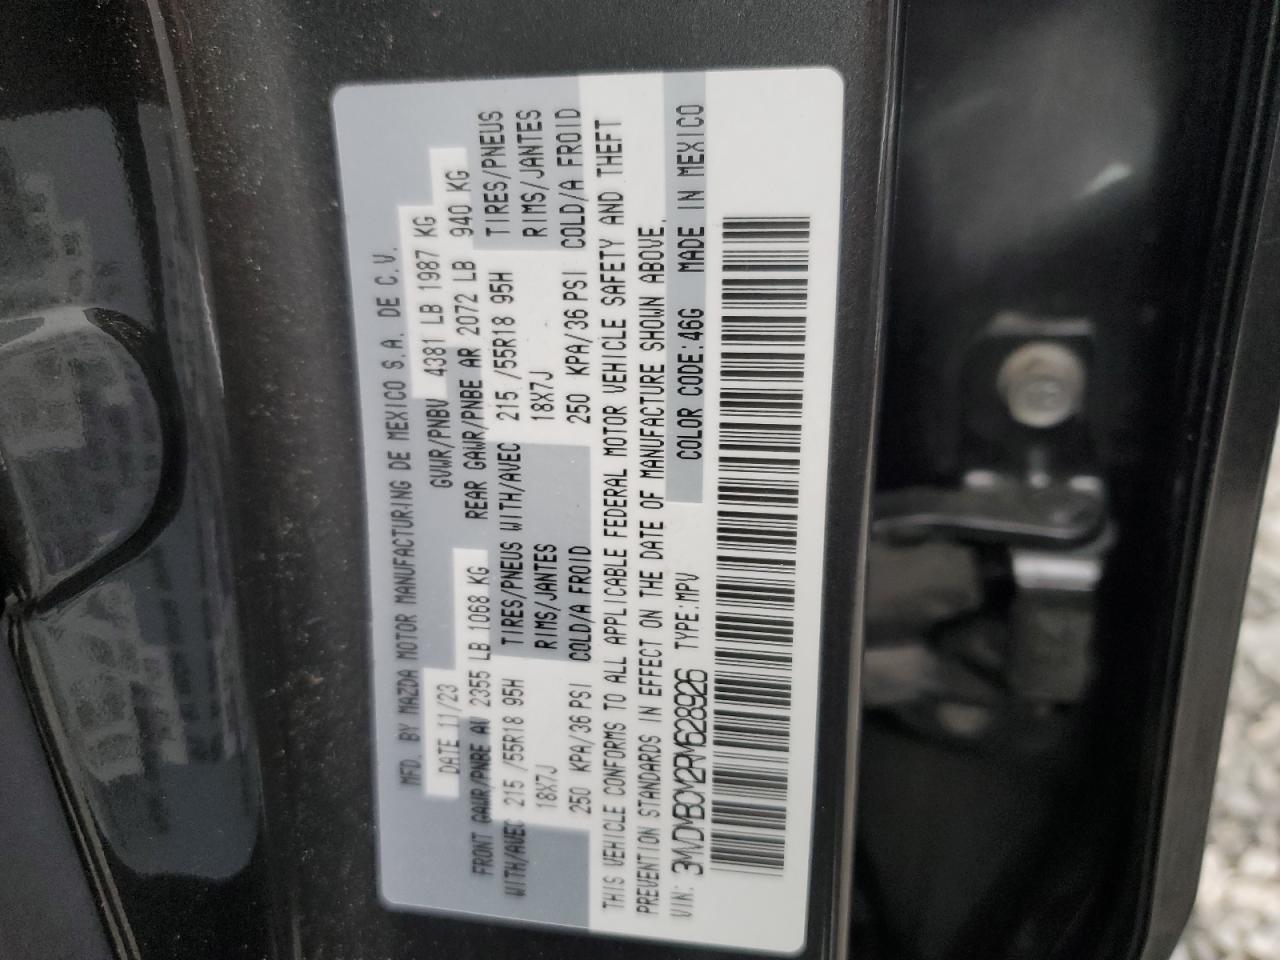 MFD. BY MAZDA MOTOR MANUFACTURING DE MEXICO S.A. DE C.V.
DATE 11/23 GVWR/PNBV 4381 LB 1987 KG
FRONT GAWR/PNBE AV 2355 LB 1068 KG REAR GAWR/PNBE AR 2072 LB 940 KG
WITH/AVEC 215 /55R18 95H TIRES/PNEUS WITH/AVEC 215 /55R18 95H TIRES/PNEUS
18X7J RIMS/JANTES 18X7J RIMS/JANTES
250 KPA/36 PSI COLD/A FROID 250 KPA/36 PSI COLD/A FROID
THIS VEHICLE CONFORMS TO ALL APPLICABLE FEDERAL MOTOR VEHICLE SAFETY AND THEFT
PREVENTION STANDARDS IN EFFECT ON THE DATE OF MANUFACTURE SHOWN ABOVE.
VIN: 3MVDMBCM2RM628926 TYPE:MPV COLOR CODE:46G MADE IN MEXICO